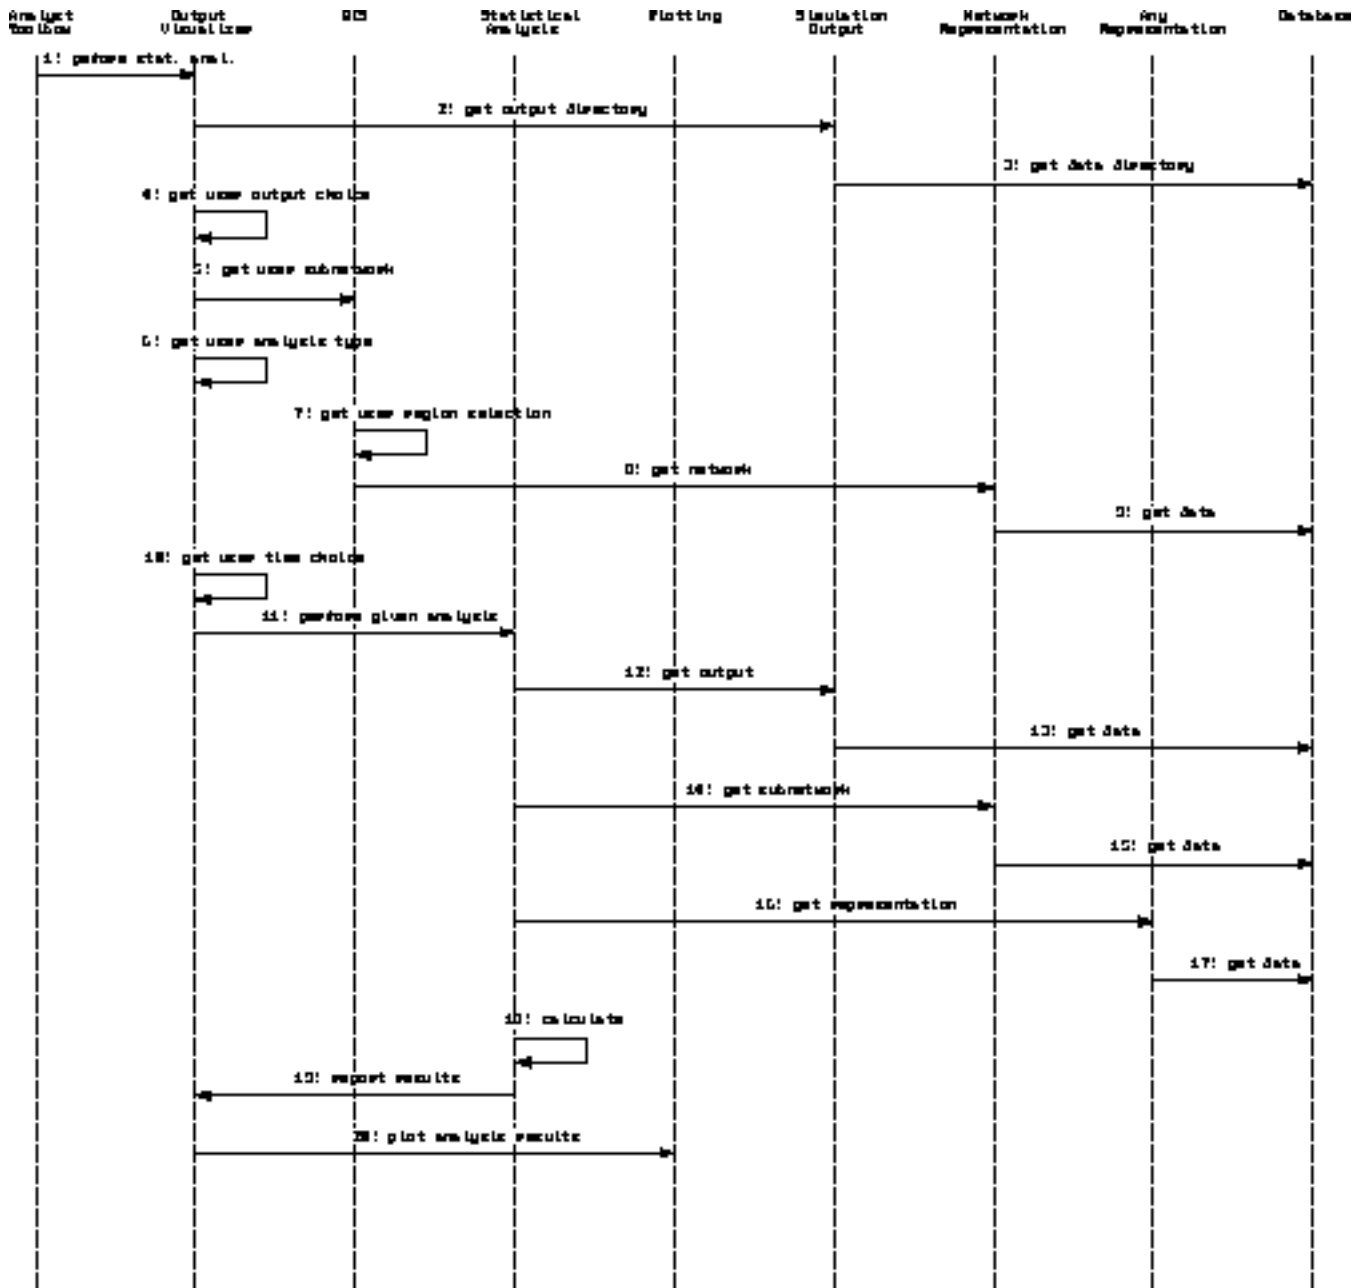 Analyst Toolbox
Output Visualizer
GIS
Statistical Analysis
Plotting
Simulation Output
Network Representation
Any Representation
Database
1: perform stat. anal.
2: get output directory
3: get data directory
4: get user output choice
5: get user subnetwork
6: get user analysis type
7: get user region selection
8: get network
9: get data
10: get user time choice
11: perform given analysis
12: get output
13: get data
14: get subnetwork
15: get data
16: get representation
17: get data
18: calculate
19: report results
20: plot analysis results